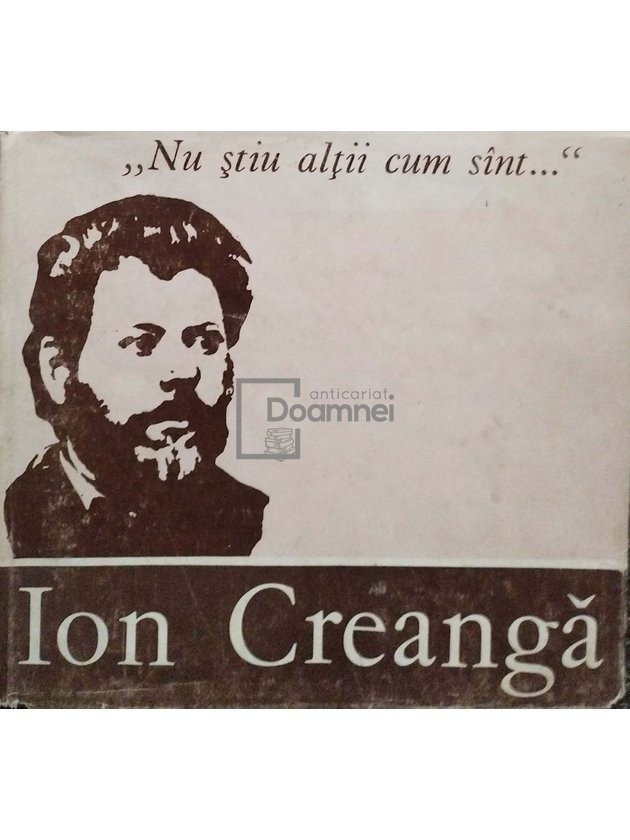 „Nu ştiu alţii cum sînt...“
anticariat
Doamnei
Ion Creangă